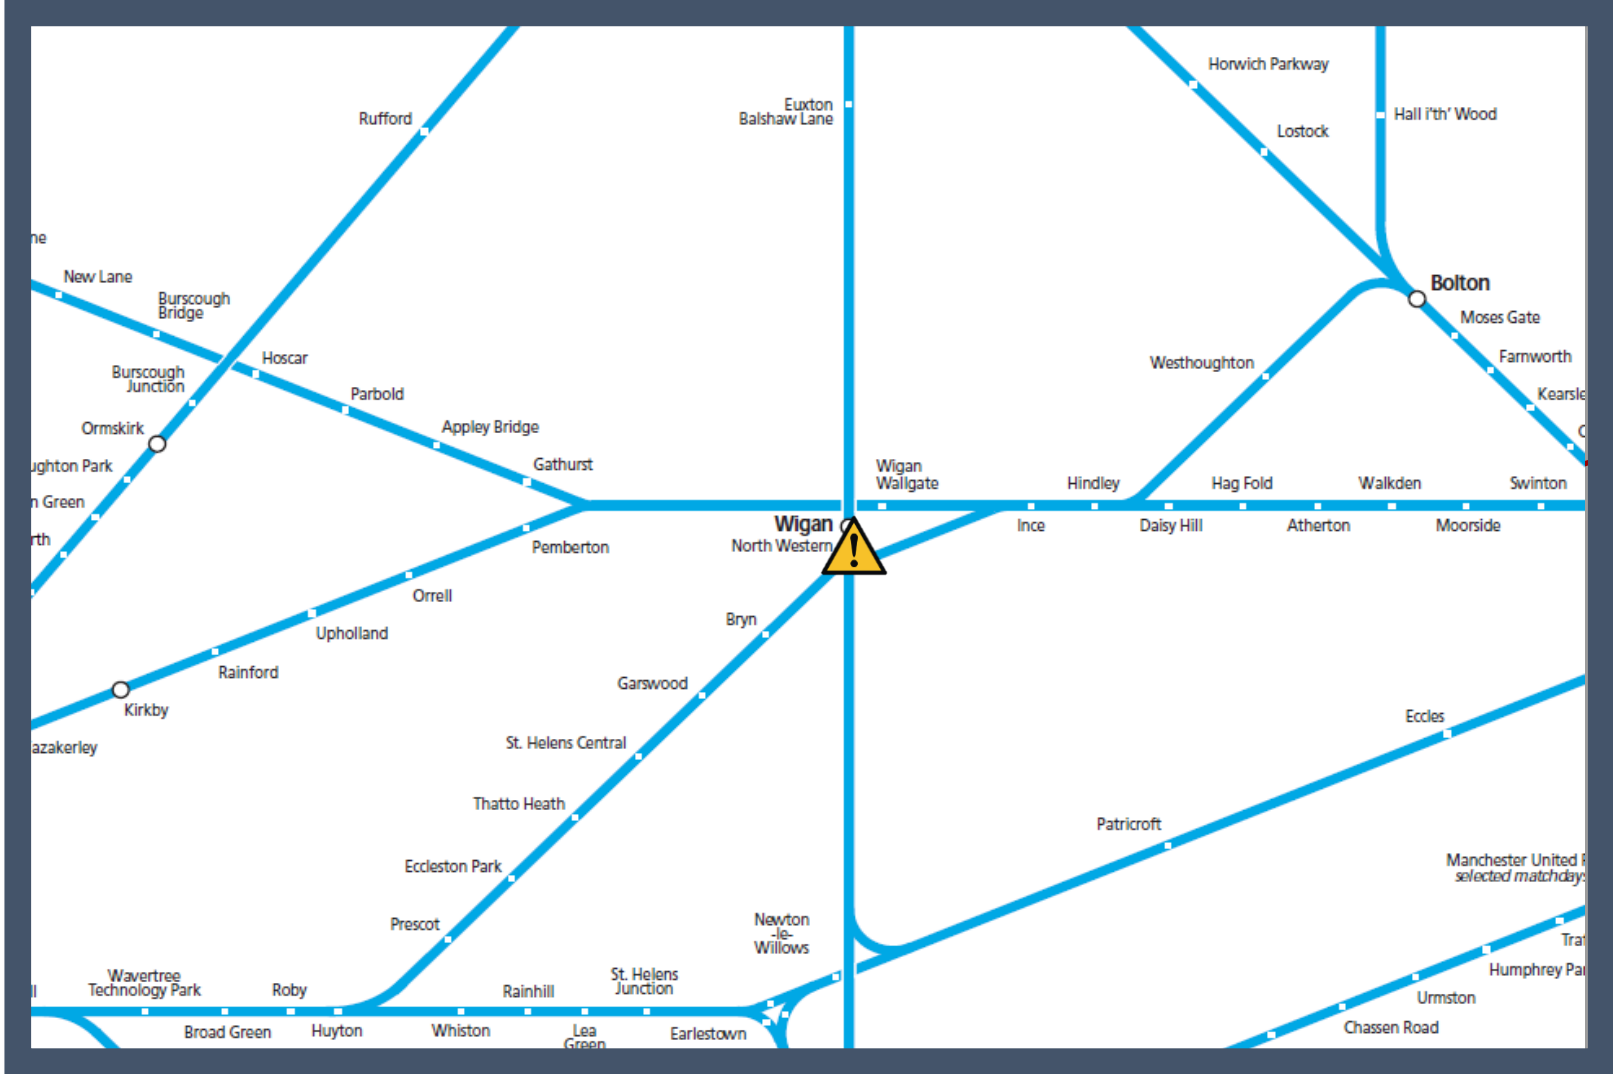 Horwich Parkway
Euxton
Balshaw Lane
Hall i'th' Wood
Rufford
Lostock
New Lane
Burscough
Bridge
Bolton
Moses Gate
Hoscar
Farnworth
Westhoughton
Burscough
Junction
Parbold
Ormskirk
Appley Bridge
Gathurst
Wigan
Wallgate
Hindley
Hag Fold
Walkden
Swinton
Green
Wigan
North Western
Ince
Daisy Hill
Atherton
Moorside
Pemberton
Orrell
Bryn
Upholland
Rainford
Garswood
Kirkby
Eccles
St. Helens Central
Thatto Heath
Patricroft
Eccleston Park
Manchester United
selected matchdays
Prescot
Newton
-le-
Willows
Wavertree
Technology Park
Roby
Rainhill
St. Helens
Junction
Humphrey
Urmston
Broad Green
Huyton
Whiston
Lea
Green
Earlestown
Chassen Road